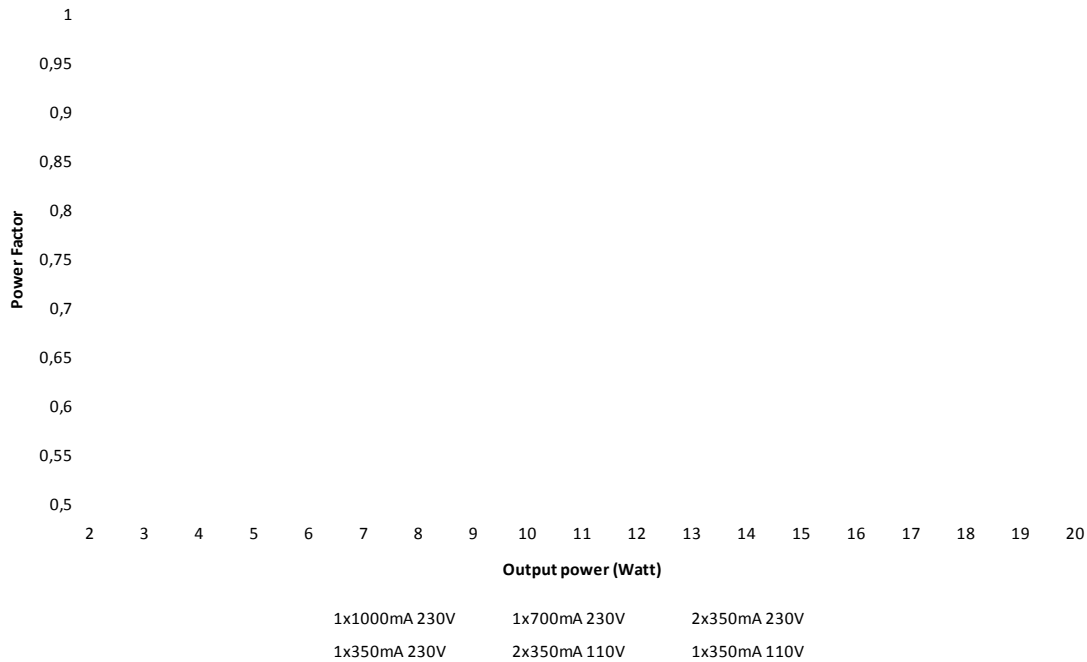 1
0,95
0,9
0,85
0,8
0,75
0,7
0,65
0,6
0,55
0,5
Power Factor
2 3 4 5 6 7 8 9 10 11 12 13 14 15 16 17 18 19 20
Output power (Watt)
1x1000mA 230V 1x700mA 230V 2x350mA 230V
1x350mA 230V 2x350mA 110V 1x350mA 110V